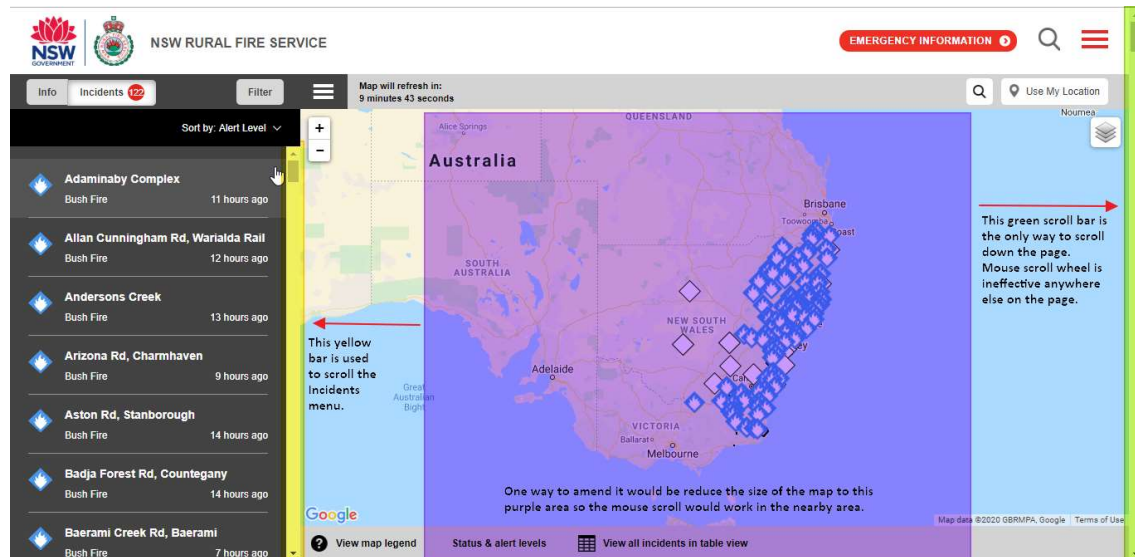 NSW
GOVERNMENT
NSW RURAL FIRE SERVICE
EMERGENCY INFORMATION
Info
Incidents 122
Filter
Map will refresh in:
9 minutes 43 seconds
Use My Location
Sort by: Alert Level
Adaminaby Complex
Bush Fire 11 hours ago
Allan Cunningham Rd, Warialda Rail
Bush Fire 12 hours ago
Andersons Creek
Bush Fire 13 hours ago
Arizona Rd, Charmhaven
Bush Fire 9 hours ago
Aston Rd, Stanborough
Bush Fire 14 hours ago
Badja Forest Rd, Countegany
Bush Fire 14 hours ago
Baerami Creek Rd, Baerami
Bush Fire 7 hours ago
+
−
Alice Springs
QUEENSLAND
Noumea
Australia
Brisbane
Toowoomba
oast
SOUTH
AUSTRALIA
NEW SOUTH
WALES
Adelaide
Great
Australian
Bight
VICTORIA
Ballarat
Melbourne
This yellow
bar is used
to scroll the
Incidents
menu.
This green scroll bar is
the only way to scroll
down the page.
Mouse scroll wheel is
ineffective anywhere
else on the page.
One way to amend it would be reduce the size of the map to this
purple area so the mouse scroll would work in the nearby area.
Google
Map data ©2020 GBRMPA, Google
Terms of Use
View map legend
Status & alert levels
View all incidents in table view